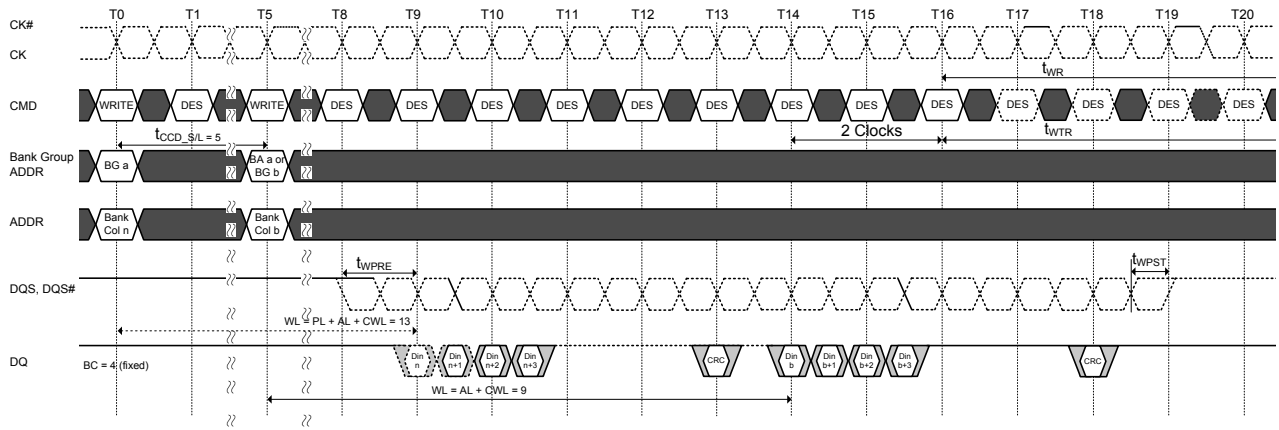 T0 T1 T5 T8 T9 T10 T11 T12 T13 T14 T15 T16 T17 T18 T19 T20
CK#
CK
tWR
CMD WRITE DES WRITE DES DES DES DES DES DES DES DES DES DES DES DES DES
tCCD_S/L = 5
2 Clocks
tWTR
Bank Group
ADDR
BG a
BA a or
BG b
ADDR
Bank
Col n
Bank
Col b
tWPRE
tWPST
DQS, DQS#
WL = PL + AL + CWL = 13
DQ
BC = 4 (fixed)
Din
n
Din
n+1
Din
n+2
Din
n+3
CRC
Din
b
Din
b+1
Din
b+2
Din
b+3
CRC
WL = AL + CWL = 9